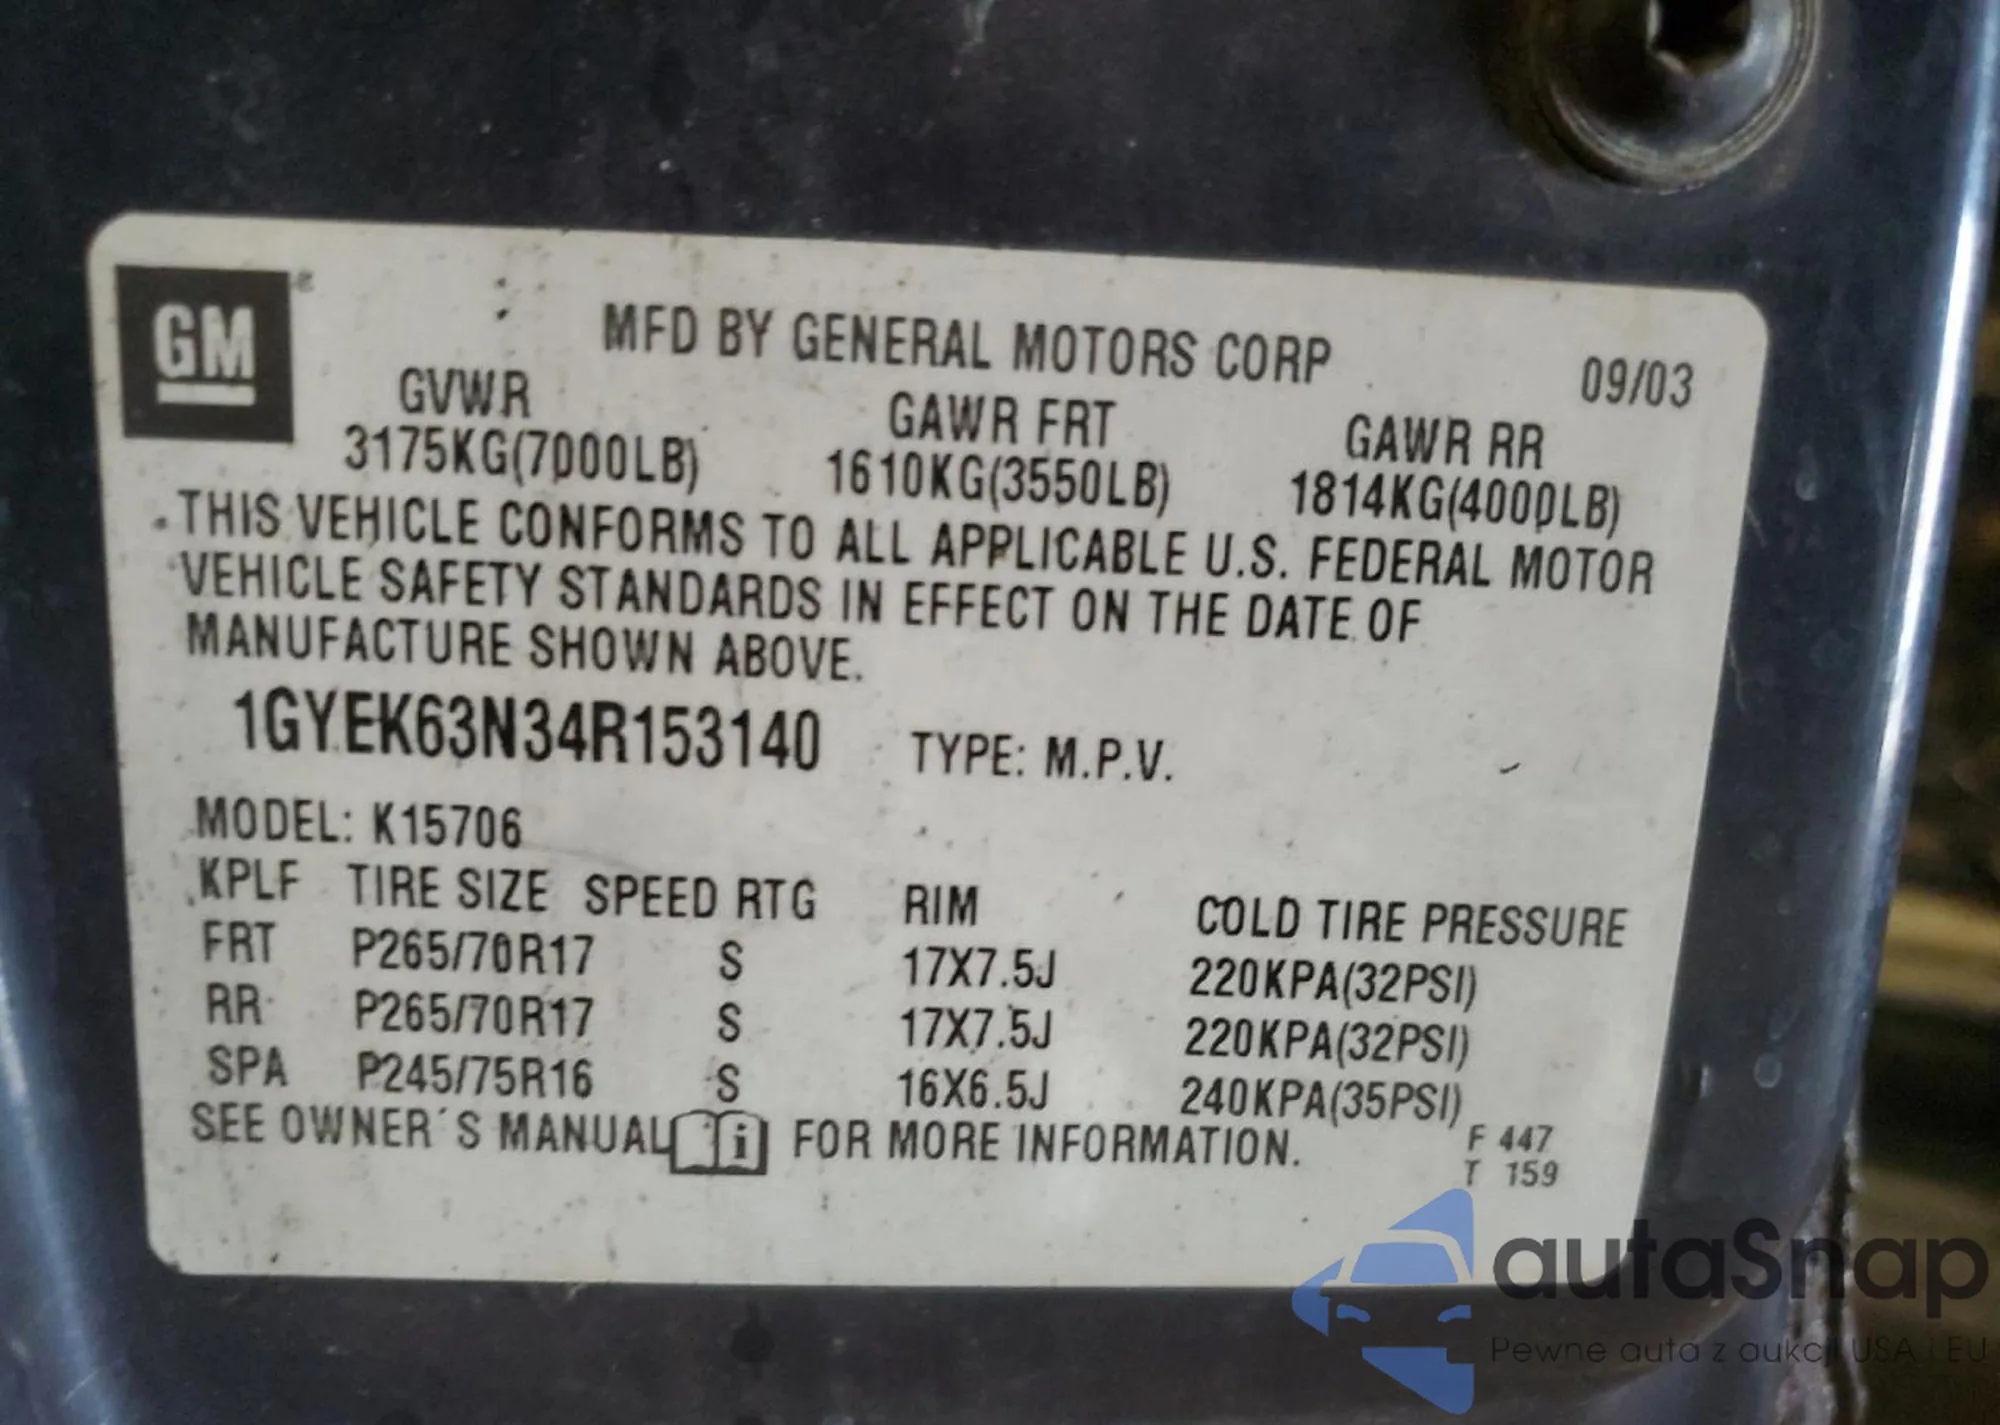 GM
MFD BY GENERAL MOTORS CORP 09/03
GVWR GAWR FRT GAWR RR
3175KG(7000LB) 1610KG(3550LB) 1814KG(4000LB)
THIS VEHICLE CONFORMS TO ALL APPLICABLE U.S. FEDERAL MOTOR
VEHICLE SAFETY STANDARDS IN EFFECT ON THE DATE OF
MANUFACTURE SHOWN ABOVE.
1GYEK63N34R153140 TYPE: M.P.V.
MODEL: K15706
KPLF TIRE SIZE SPEED RTG RIM COLD TIRE PRESSURE
FRT P265/70R17 S 17X7.5J 220KPA(32PSI)
RR P265/70R17 S 17X7.5J 220KPA(32PSI)
SPA P245/75R16 S 16X6.5J 240KPA(35PSI)
SEE OWNER'S MANUAL i FOR MORE INFORMATION.
F 447
T 159
autaSnap
Pewne auta z aukcji USA i EU